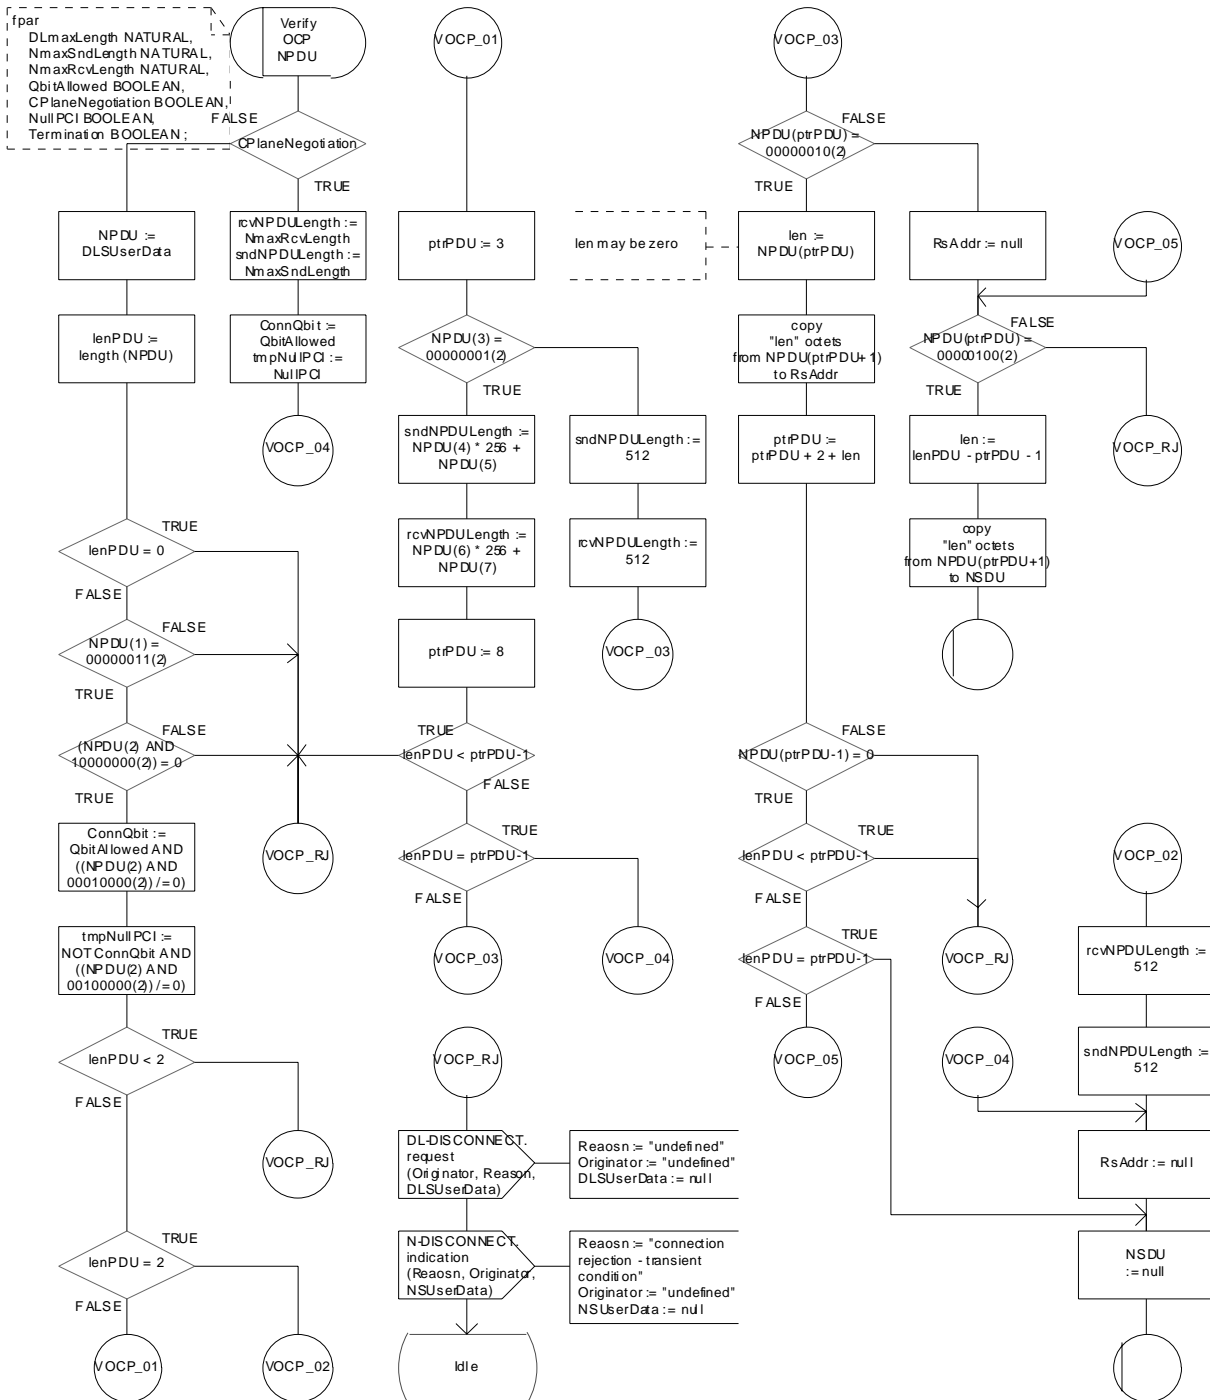 fpar
DLmaxLength NATURAL,
NmaxSndLength NATURAL,
NmaxRcvLength NATURAL,
QbitAllowed BOOLEAN,
CPlaneNegotiation BOOLEAN,
NullPCI BOOLEAN,
Termination BOOLEAN ;
Verify
OCP
NPDU
FALSE
CPlaneNegotiation
TRUE
NPDU :=
DLSUserData
lenPDU :=
length (NPDU)
rcvNPDULength :=
NmaxRcvLength
sndNPDULength :=
NmaxSndLength
ConnQbit :=
QbitAllowed
tmpNullPCI :=
NullPCI
VOCP_04
TRUE
lenPDU = 0
FALSE
FALSE
NPDU(1) =
00000011(2)
TRUE
FALSE
(NPDU(2) AND
10000000(2)) = 0
TRUE
ConnQbit :=
QbitAllowed AND
((NPDU(2) AND
00010000(2)) /= 0)
VOCP_RJ
tmpNullPCI :=
NOT ConnQbit AND
((NPDU(2) AND
00100000(2)) /= 0)
TRUE
lenPDU < 2
FALSE
VOCP_RJ
TRUE
lenPDU = 2
FALSE
VOCP_01
VOCP_02
VOCP_01
ptrPDU := 3
NPDU(3) =
00000001(2)
FALSE
TRUE
sndNPDULength :=
NPDU(4) * 256 +
NPDU(5)
sndNPDULength :=
512
rcvNPDULength :=
NPDU(6) * 256 +
NPDU(7)
rcvNPDULength :=
512
ptrPDU := 8
VOCP_03
TRUE
lenPDU < ptrPDU-1
FALSE
TRUE
lenPDU = ptrPDU-1
FALSE
VOCP_03
VOCP_04
VOCP_RJ
DL-DISCONNECT.
request
(Originator, Reason,
DLSUserData)
Reaosn := "undefined"
Originator := "undefined"
DLSUserData := null
N-DISCONNECT.
indication
(Reaosn, Originator,
NSUserData)
Reaosn := "connection
rejection - transient
condition"
Originator := "undefined"
NSUserData := null
Idle
VOCP_03
FALSE
NPDU(ptrPDU) =
00000010(2)
TRUE
len may be zero
len :=
NPDU(ptrPDU)
RsAddr := null
VOCP_05
copy
"len" octets
from NPDU(ptrPDU+1)
to RsAddr
FALSE
NPDU(ptrPDU) =
00000100(2)
TRUE
ptrPDU :=
ptrPDU + 2 + len
len :=
lenPDU - ptrPDU - 1
VOCP_RJ
copy
"len" octets
from NPDU(ptrPDU+1)
to NSDU
FALSE
NPDU(ptrPDU-1) = 0
TRUE
TRUE
lenPDU < ptrPDU-1
FALSE
TRUE
lenPDU = ptrPDU-1
FALSE
VOCP_RJ
VOCP_05
VOCP_02
rcvNPDULength :=
512
VOCP_04
sndNPDULength :=
512
RsAddr := null
NSDU
:= null